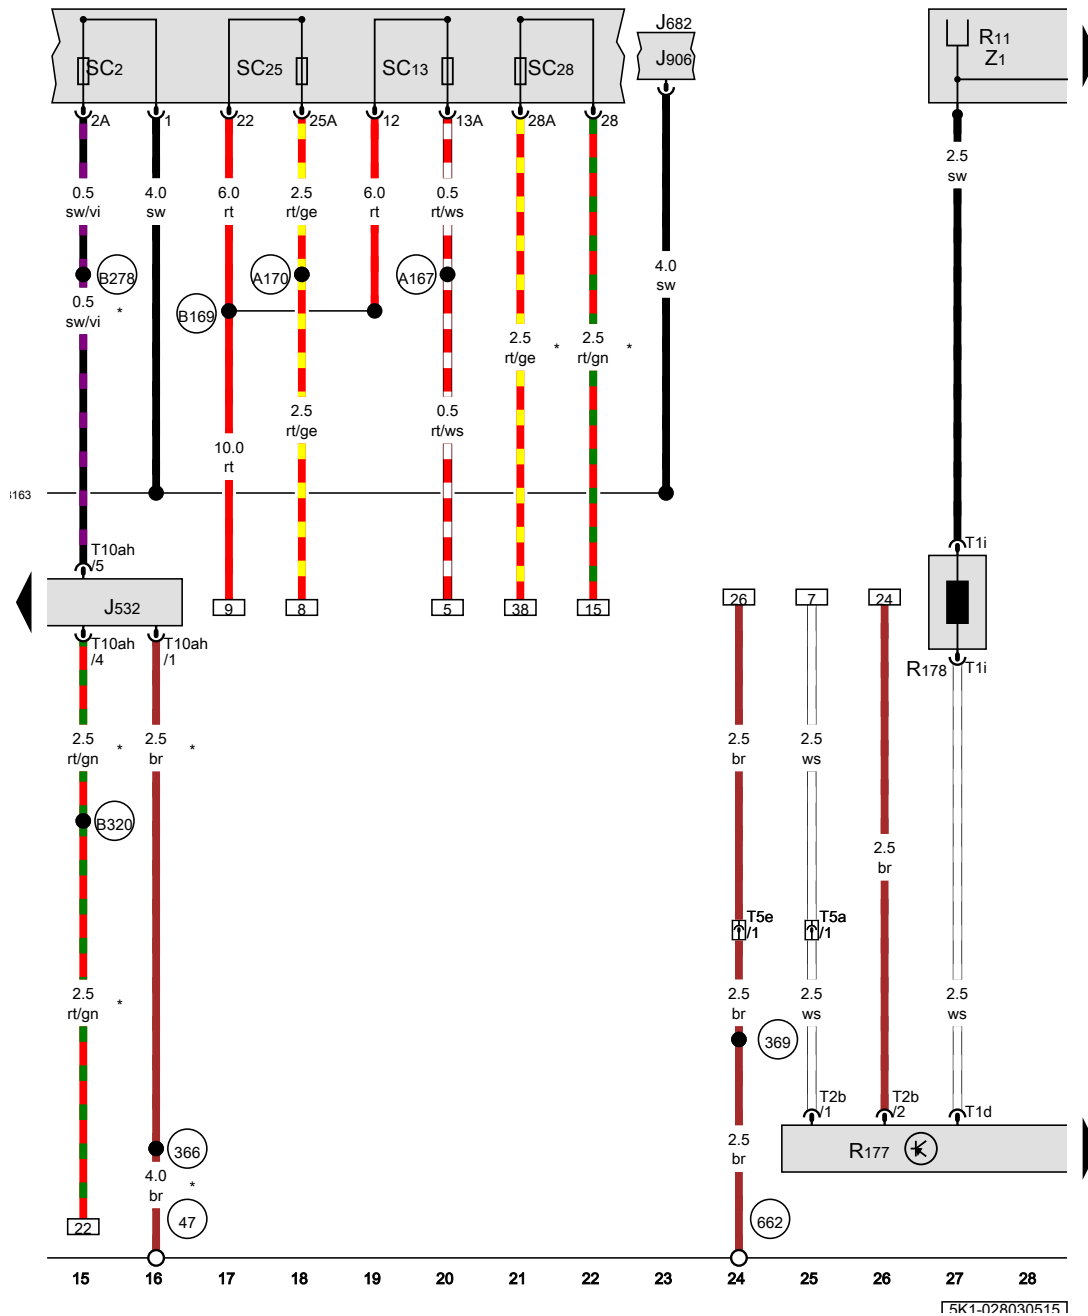 J682
R11
Z1
SC2
SC25
SC13
SC28
J906
2A
1
22
25A
12
13A
28A
28
2.5
sw
0.5
sw/vi
4.0
sw
6.0
rt
2.5
rt/ge
6.0
rt
0.5
rt/ws
B278
A170
A167
4.0
sw
0.5
sw/vi
*
B169
2.5
rt/ge
*
2.5
rt/gn
*
2.5
rt/ge
0.5
rt/ws
10.0
rt
T10ah
/5
T1i
J532
9
8
5
38
15
26
7
24
T10ah
/4
T10ah
/1
R178
T1i
2.5
rt/gn
*
2.5
br
*
2.5
br
2.5
ws
B320
2.5
br
T5e
/1
T5a
/1
2.5
rt/gn
*
2.5
br
2.5
ws
2.5
ws
369
T2b
/1
T2b
/2
T1d
366
2.5
br
R177
4.0
br
*
47
662
22
15
16
17
18
19
20
21
22
23
24
25
26
27
28
5K1-028030515